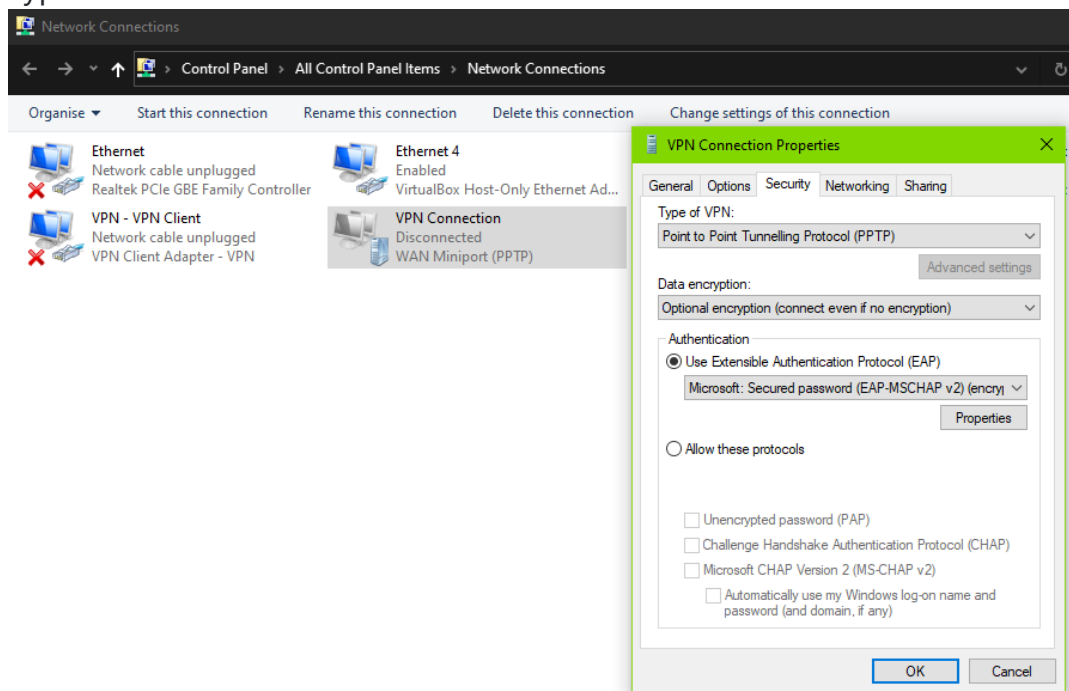 Network Connections
Control Panel > All Control Panel Items > Network Connections
Organise Start this connection Rename this connection Delete this connection Change settings of this connection
Ethernet
Network cable unplugged
Realtek PCIe GBE Family Controller
Ethernet 4
Enabled
VirtualBox Host-Only Ethernet Ad...
VPN - VPN Client
Network cable unplugged
VPN Client Adapter - VPN
VPN Connection
Disconnected
WAN Miniport (PPTP)
VPN Connection Properties
General Options Security Networking Sharing
Type of VPN:
Point to Point Tunnelling Protocol (PPTP)
Advanced settings
Data encryption:
Optional encryption (connect even if no encryption)
Authentication
Use Extensible Authentication Protocol (EAP)
Microsoft: Secured password (EAP-MSCHAP v2) (encry
Properties
Allow these protocols
Unencrypted password (PAP)
Challenge Handshake Authentication Protocol (CHAP)
Microsoft CHAP Version 2 (MS-CHAP v2)
Automatically use my Windows log-on name and
password (and domain, if any)
OK Cancel